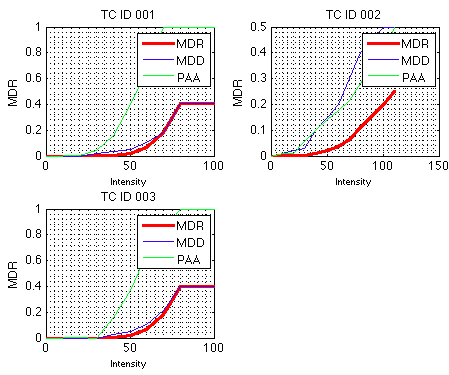 TC ID 001
MDR
1
0.8
0.6
0.4
0.2
0
0
50
100
Intensity
MDR
MDD
PAA
TC ID 002
MDR
0.5
0.4
0.3
0.2
0.1
0
0
50
100
150
Intensity
MDR
MDD
PAA
TC ID 003
MDR
1
0.8
0.6
0.4
0.2
0
0
50
100
Intensity
MDR
MDD
PAA